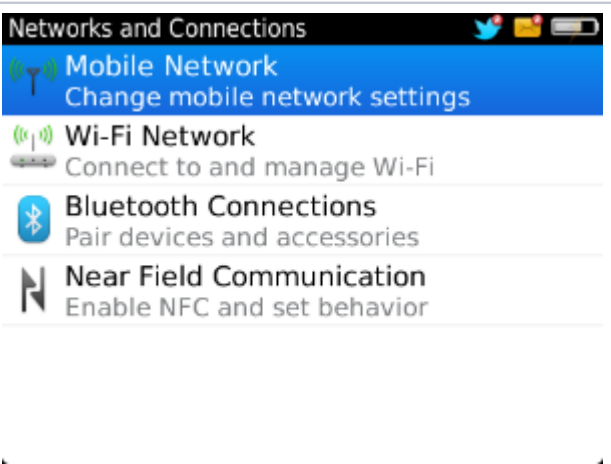 Networks and Connections
Mobile Network
Change mobile network settings
Wi-Fi Network
Connect to and manage Wi-Fi
Bluetooth Connections
Pair devices and accessories
Near Field Communication
Enable NFC and set behavior